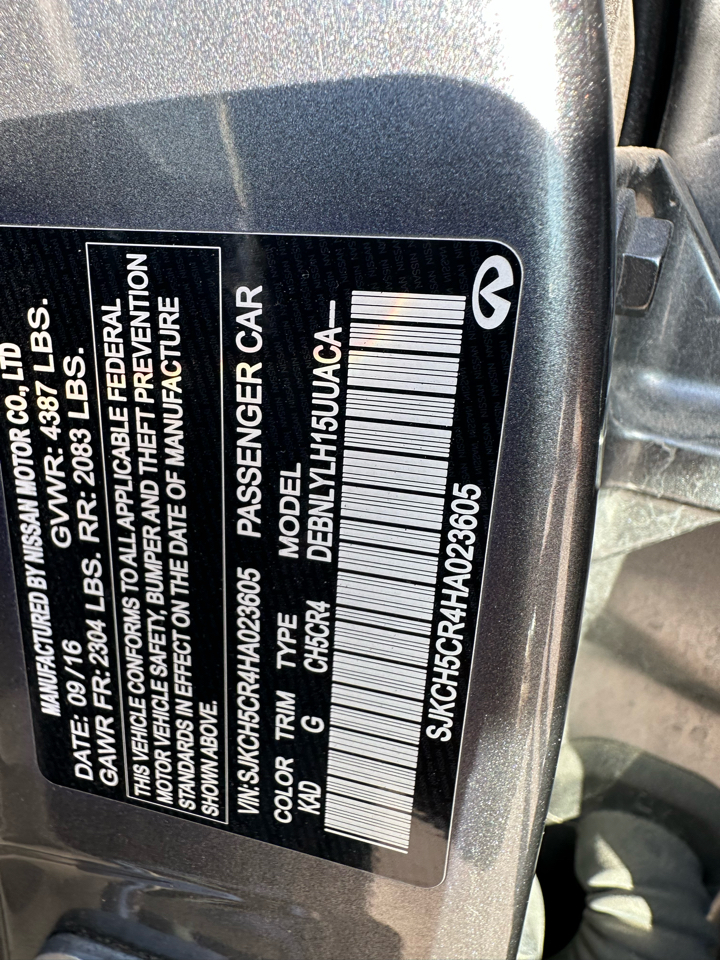 MANUFACTURED BY NISSAN MOTOR CO., LTD
DATE: 09/16 GVWR: 4387 LBS.
GAWR FR: 2304 LBS. RR: 2083 LBS.
THIS VEHICLE CONFORMS TO ALL APPLICABLE FEDERAL
MOTOR VEHICLE SAFETY, BUMPER AND THEFT PREVENTION
STANDARDS IN EFFECT ON THE DATE OF MANUFACTURE
SHOWN ABOVE.
VIN:SJKCH5CR4HA023605 PASSENGER CAR
COLOR TRIM TYPE MODEL
KAD G CH5CR4 DEBNLYLH15UUACA—
SJKCH5CR4HA023605